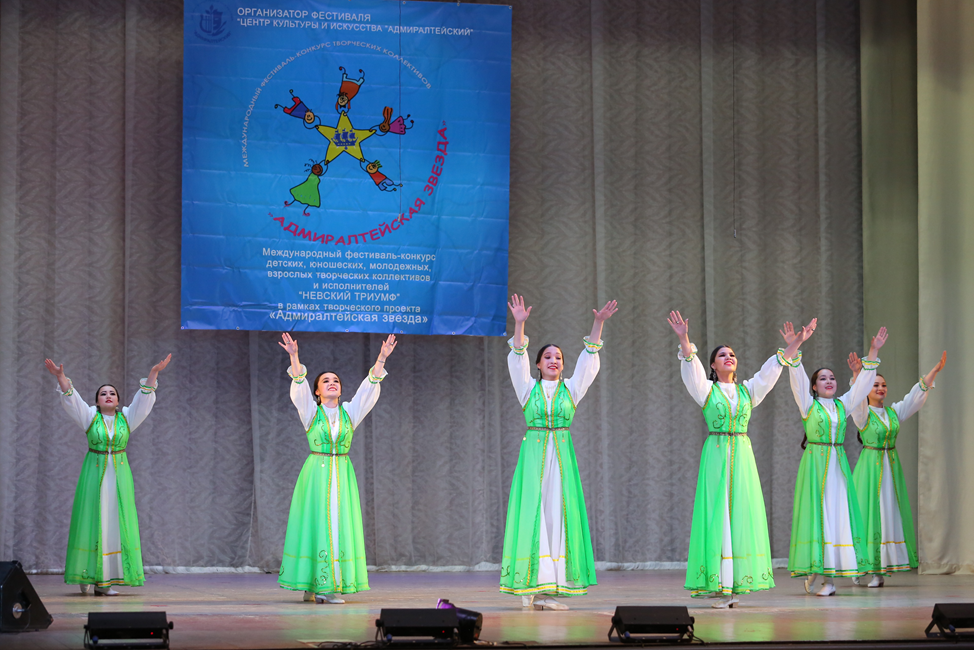 ОРГАНИЗАТОР ФЕСТИВАЛЯ
"ЦЕНТР КУЛЬТУРЫ И ИСКУССТВА "АДМИРАЛТЕЙСКИЙ"
МЕЖДУНАРОДНЫЙ ФЕСТИВАЛЬ-КОНКУРС ТВОРЧЕСКИХ КОЛЛЕКТИВОВ
"АДМИРАЛТЕЙСКАЯ ЗВЕЗДА"
Международный фестиваль-конкурс
детских, юношеских, молодежных,
взрослых творческих коллективов
и исполнителей
"НЕВСКИЙ ТРИУМФ"
в рамках творческого проекта
«Адмиралтейская звезда»